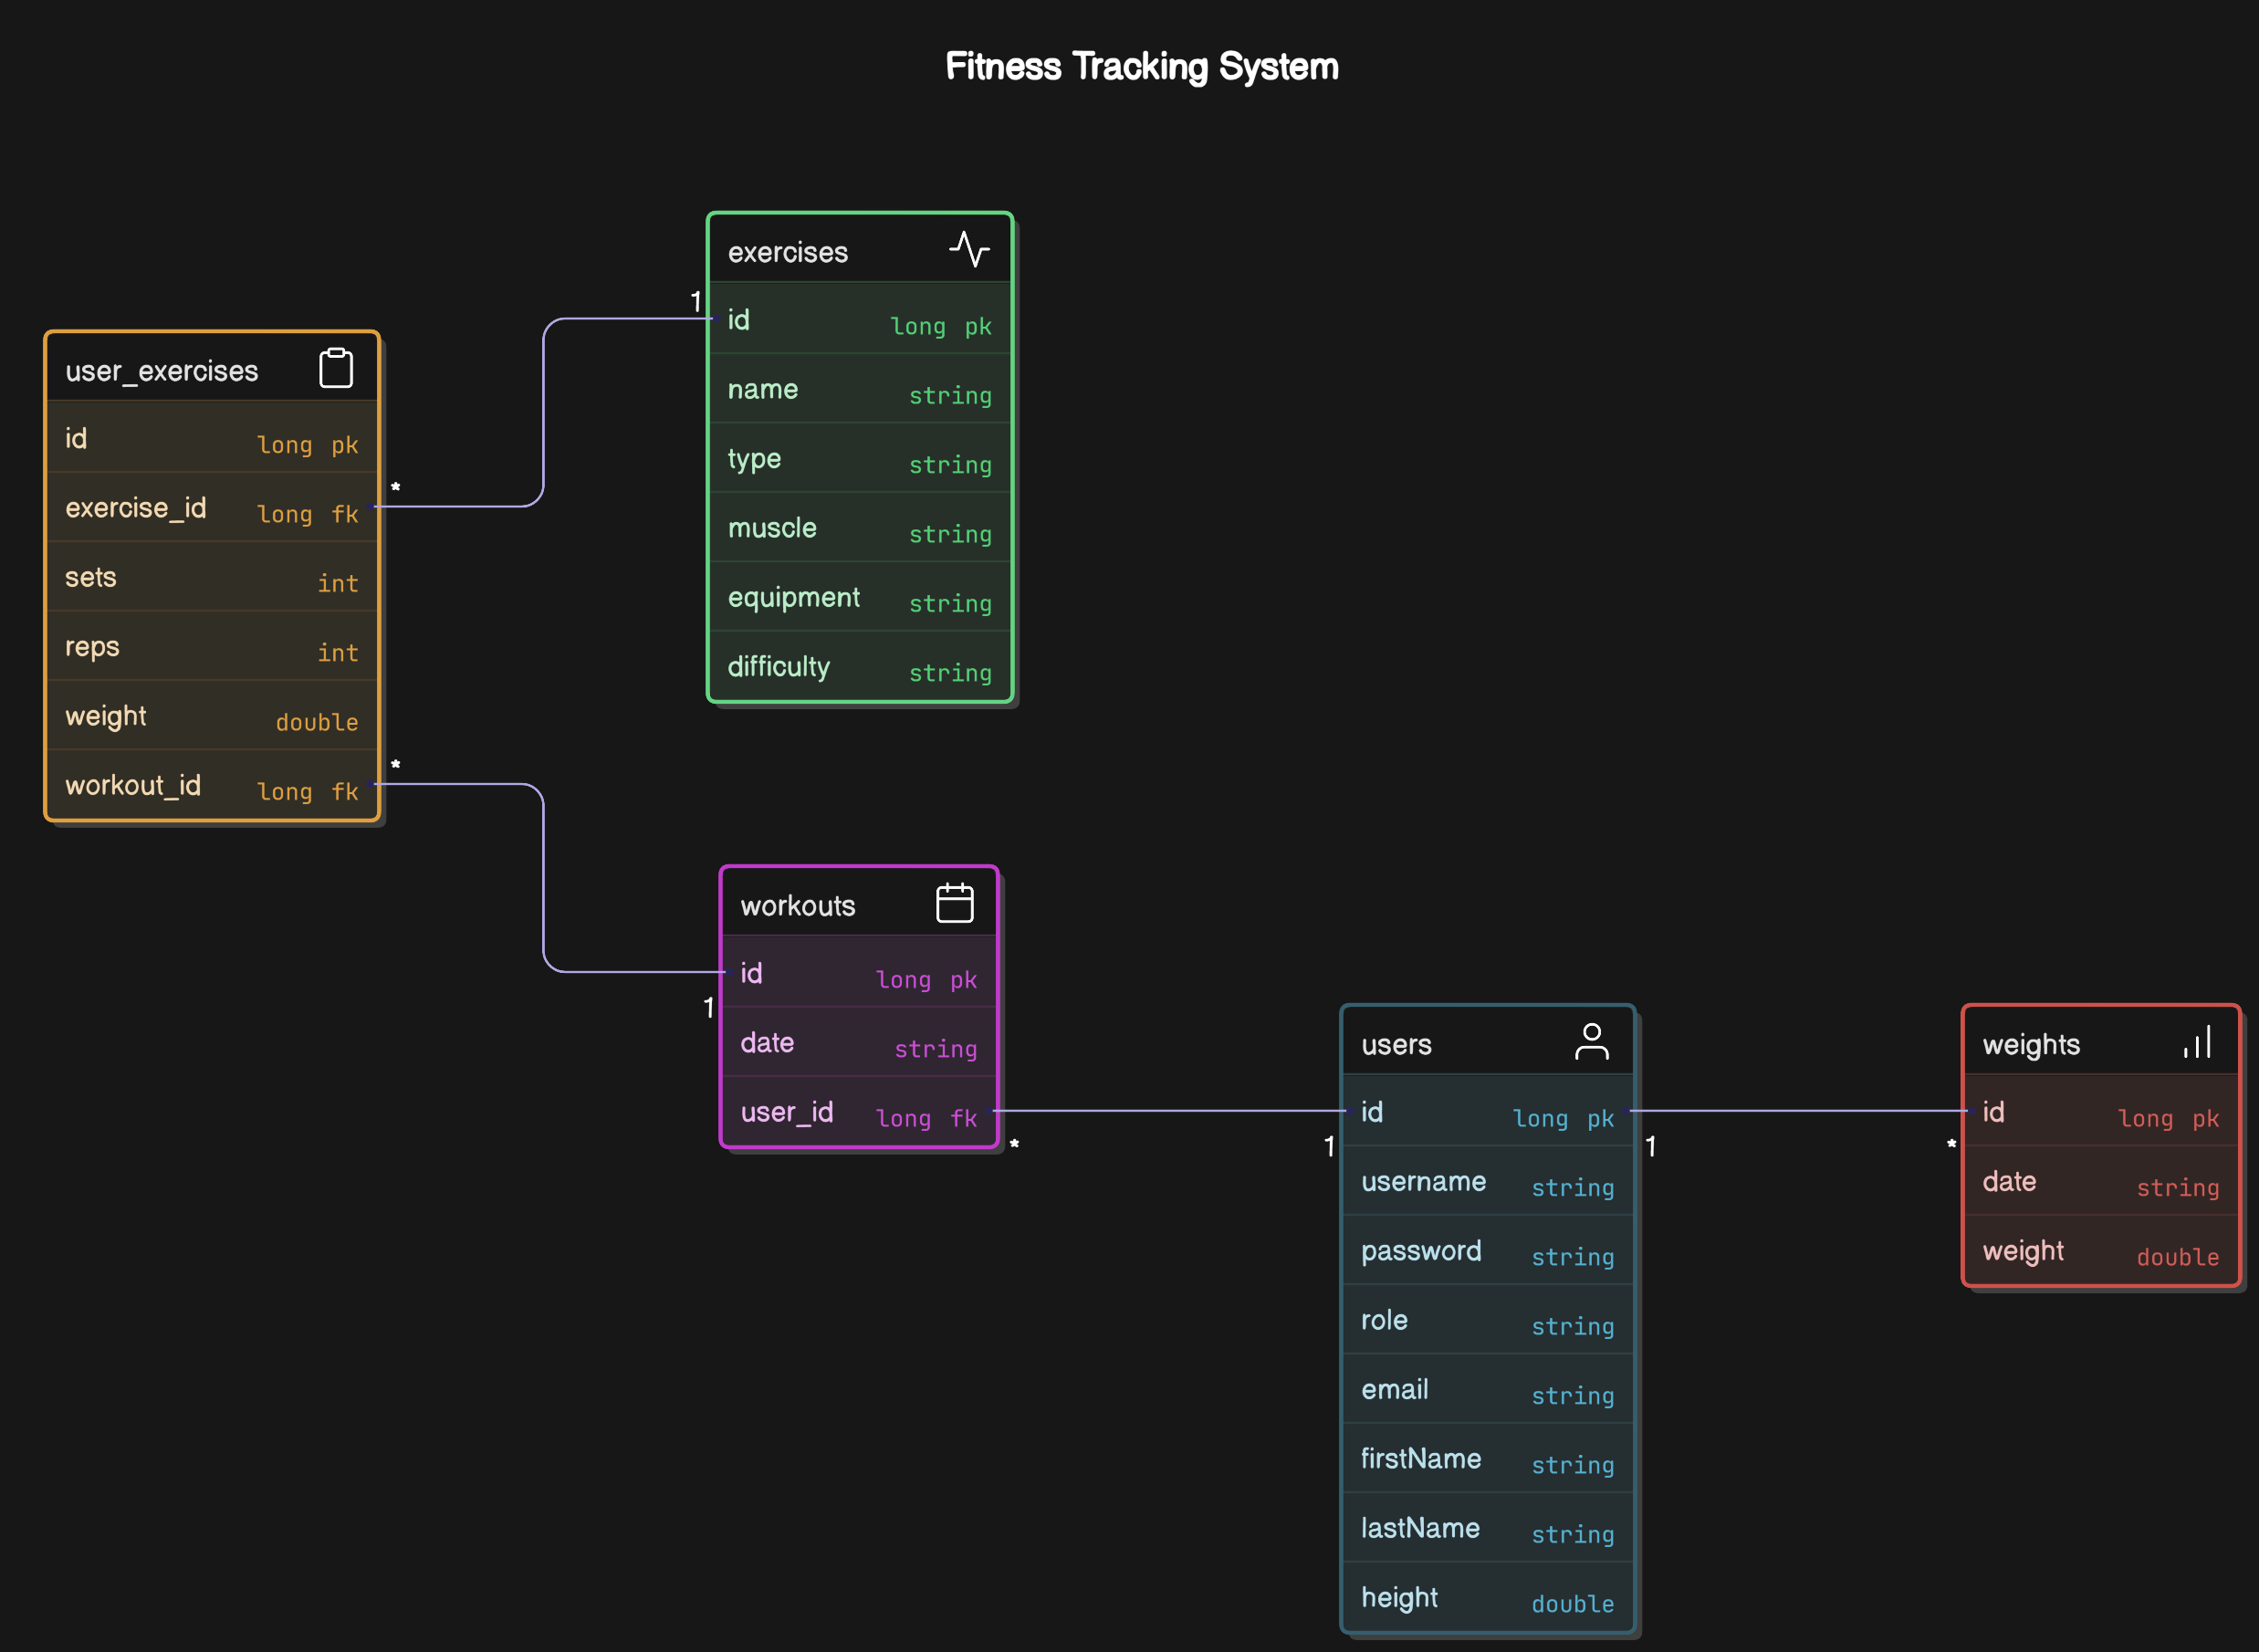 Fitness Tracking System
user_exercises
id long pk
exercise_id long fk
*
sets int
reps int
weight double
workout_id long fk
*
exercises
1
id long pk
name string
type string
muscle string
equipment string
difficulty string
workouts
id long pk
1
date string
user_id long fk
*
users
id long pk
1
1
username string
password string
role string
email string
firstName string
lastName string
height double
weights
id long pk
*
date string
weight double